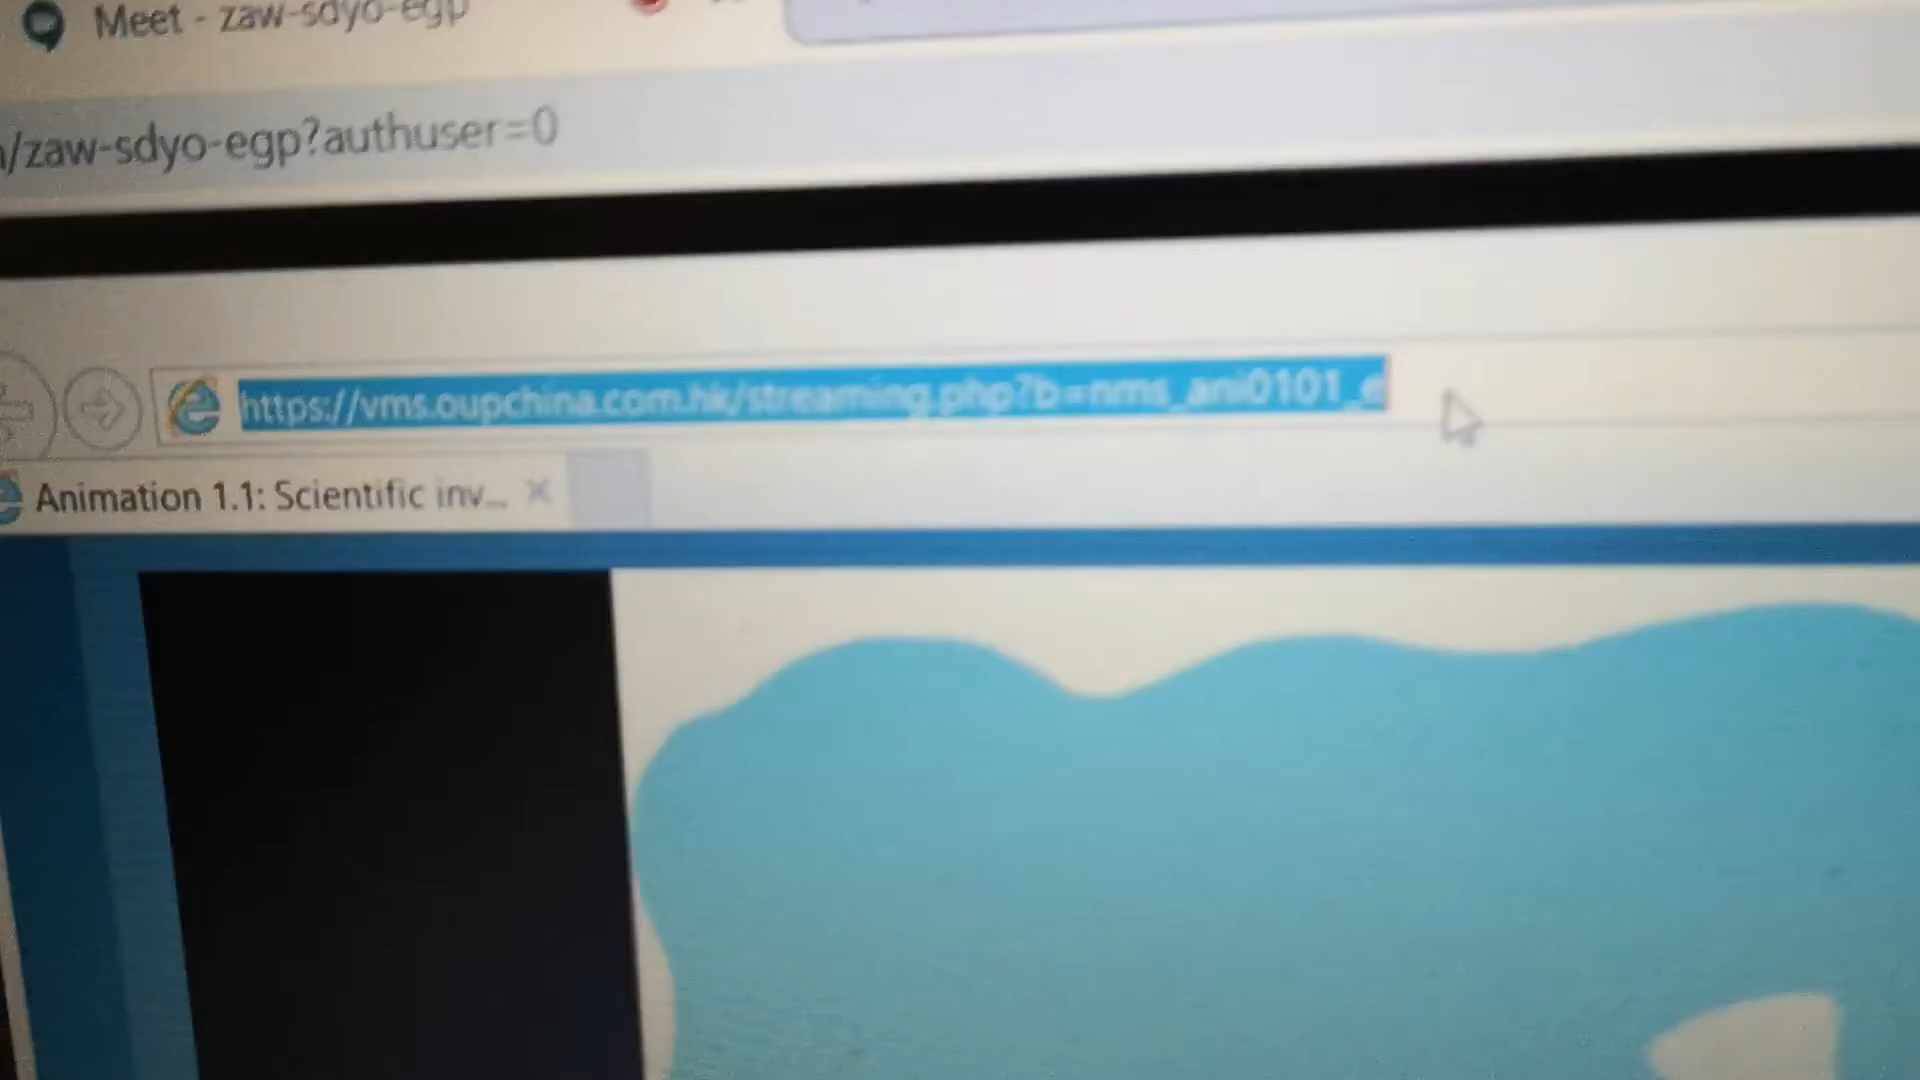 Meet - zaw-sdyo-egp
/zaw-sdyo-egp?authuser=0
https://vms.oupchina.com.hk/streaming.php?b=nms_ani0101_e
Animation 1.1: Scientific inv...